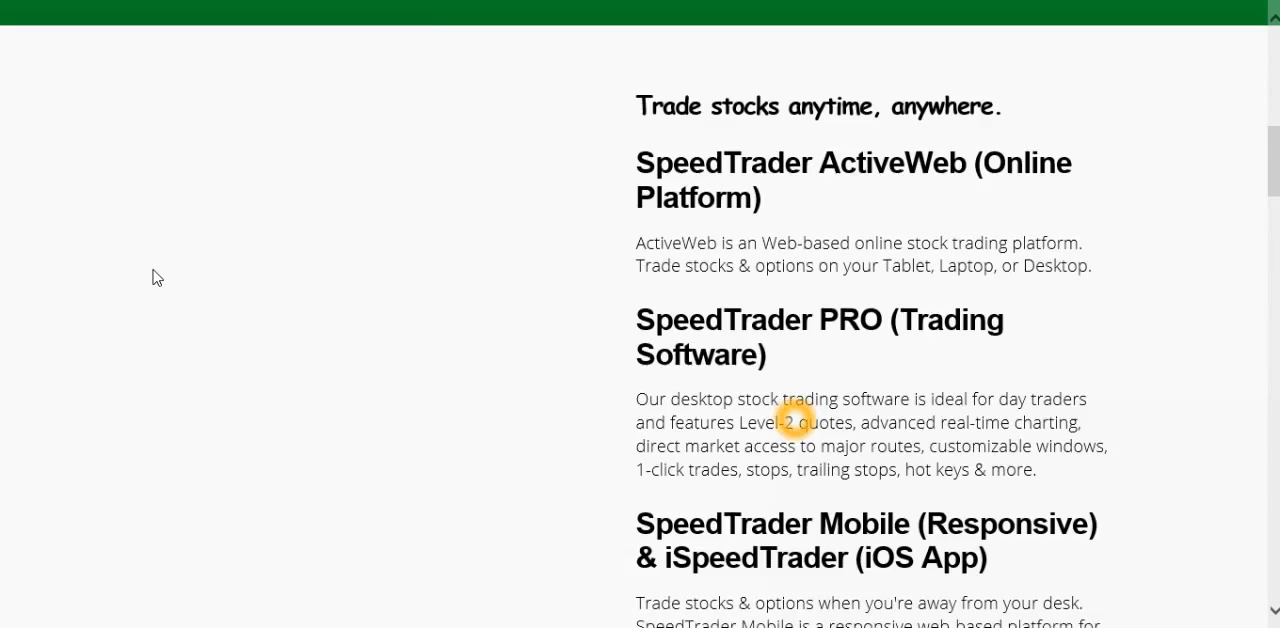 Trade stocks anytime, anywhere.
SpeedTrader ActiveWeb (Online
Platform)
ActiveWeb is an Web-based online stock trading platform.
Trade stocks & options on your Tablet, Laptop, or Desktop.
SpeedTrader PRO (Trading
Software)
Our desktop stock trading software is ideal for day traders
and features Level-2 quotes, advanced real-time charting,
direct market access to major routes, customizable windows,
1-click trades, stops, trailing stops, hot keys & more.
SpeedTrader Mobile (Responsive)
& iSpeedTrader (iOS App)
Trade stocks & options when you're away from your desk.
SpeedTrader Mobile is a responsive web-based platform for